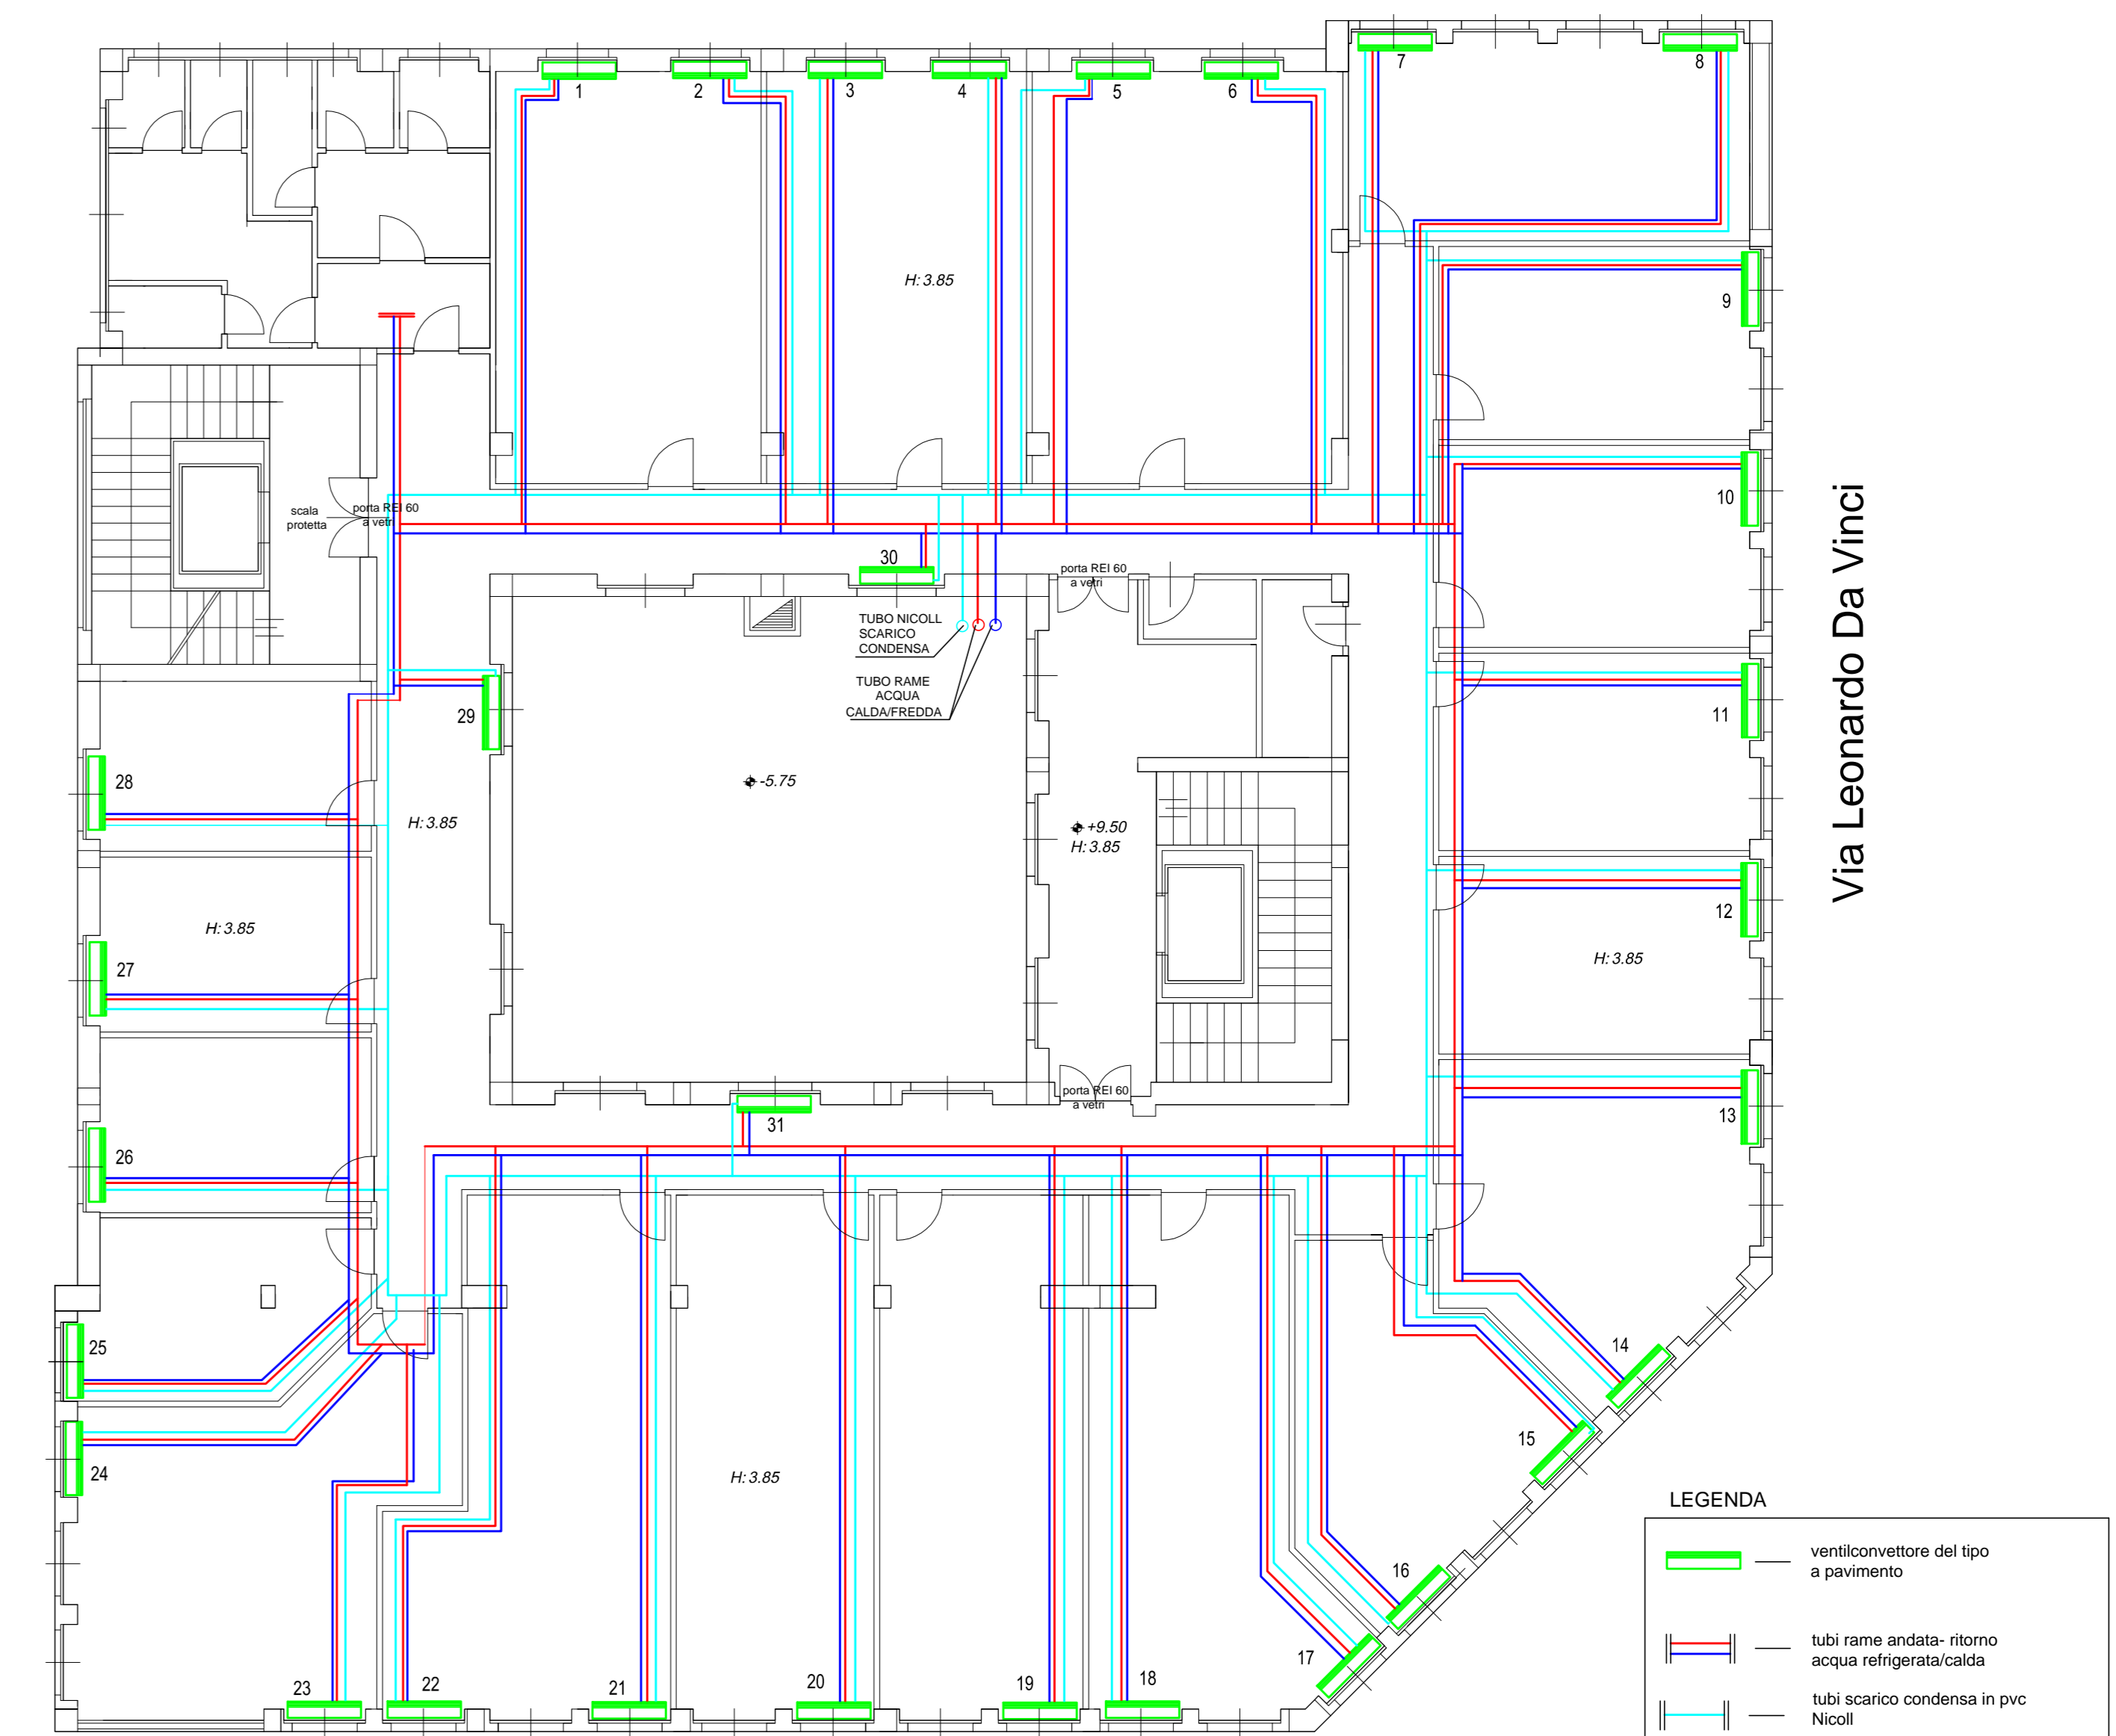 1
2
3
4
5
6
7
8
H: 3.85
9
10
scala
protetta
porta REI 60
a vetri
30
porta REI 60
a vetri
TUBO NICOLL
SCARICO
CONDENSA
TUBO RAME
ACQUA
CALDA/FREDDA
29
11
Via Leonardo Da Vinci
28
-5.75
H: 3.85
+9.50
H: 3.85
12
H: 3.85
27
H: 3.85
porta REI 60
a vetri
31
13
26
25
14
15
24
H: 3.85
16
17
23
22
21
20
19
18
LEGENDA
ventilconvettore del tipo
a pavimento
tubi rame andata- ritorno
acqua refrigerata/calda
tubi scarico condensa in pvc
Nicoll